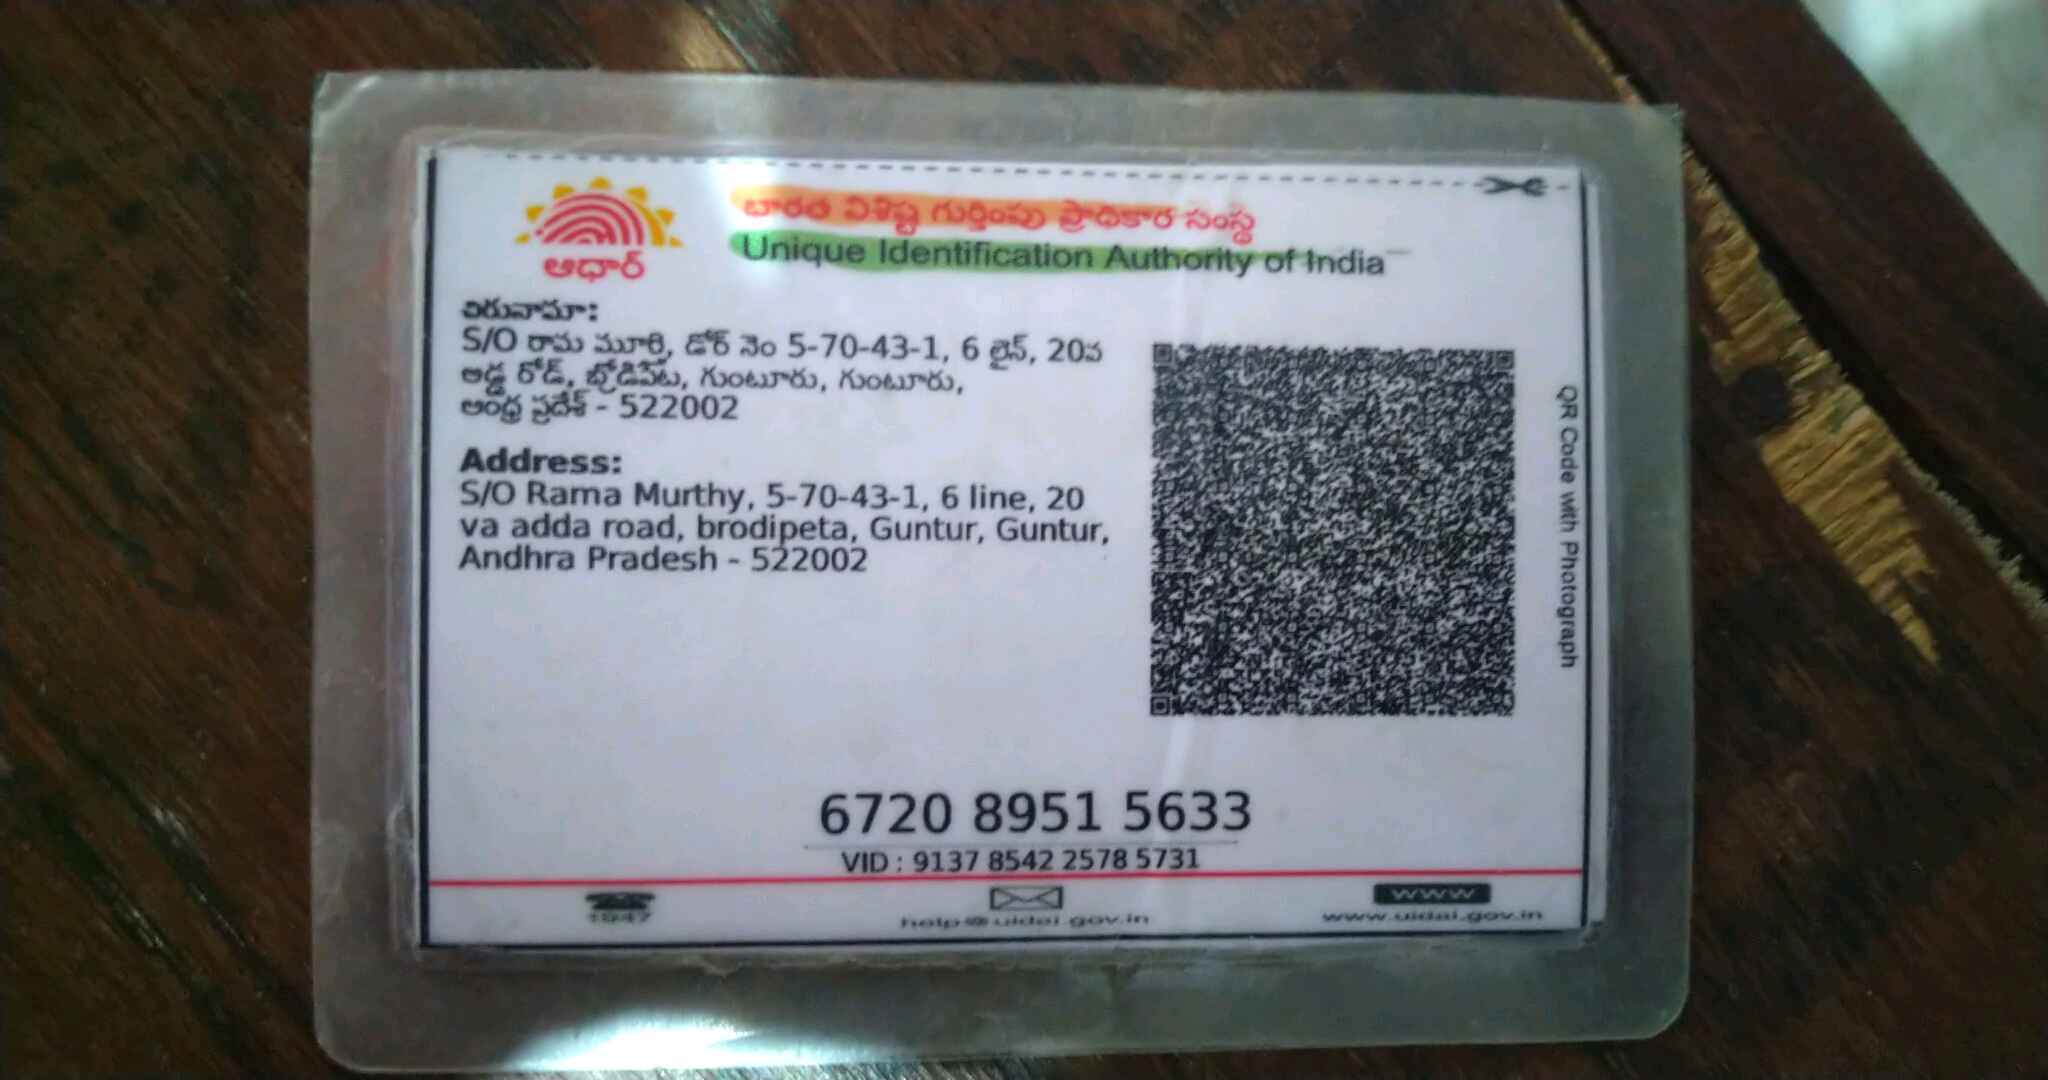 ఆధార్
భారత విశిష్ట గుర్తింపు ప్రాధికార సంస్థ
Unique Identification Authority of India
చిరునామా:
S/O రామ మూర్తి, డోర్ నెం 5-70-43-1, 6 లైన్, 20వ
అడ్డ రోడ్, బ్రోడిపేట, గుంటూరు, గుంటూరు,
ఆంధ్ర ప్రదేశ్ - 522002
Address:
S/O Rama Murthy, 5-70-43-1, 6 line, 20
va adda road, brodipeta, Guntur, Guntur,
Andhra Pradesh - 522002
QR Code with Photograph
6720 8951 5633
VID : 9137 8542 2578 5731
1947
help@uidai.gov.in
www
www.uidai.gov.in